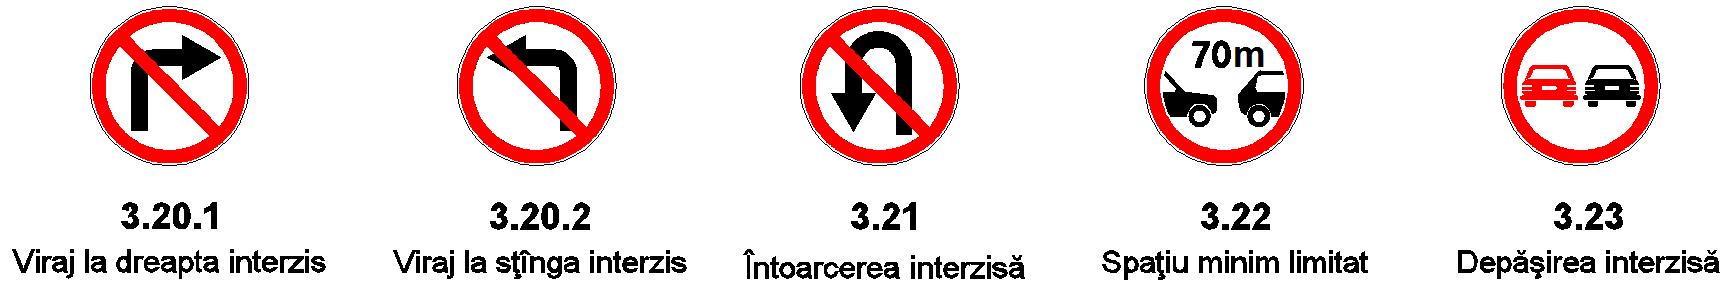 70m
3.20.1
Viraj la dreapta interzis
3.20.2
Viraj la sţînga interzis
3.21
Întoarcerea interzisă
3.22
Spaţiu minim limitat
3.23
Depăşirea interzisă